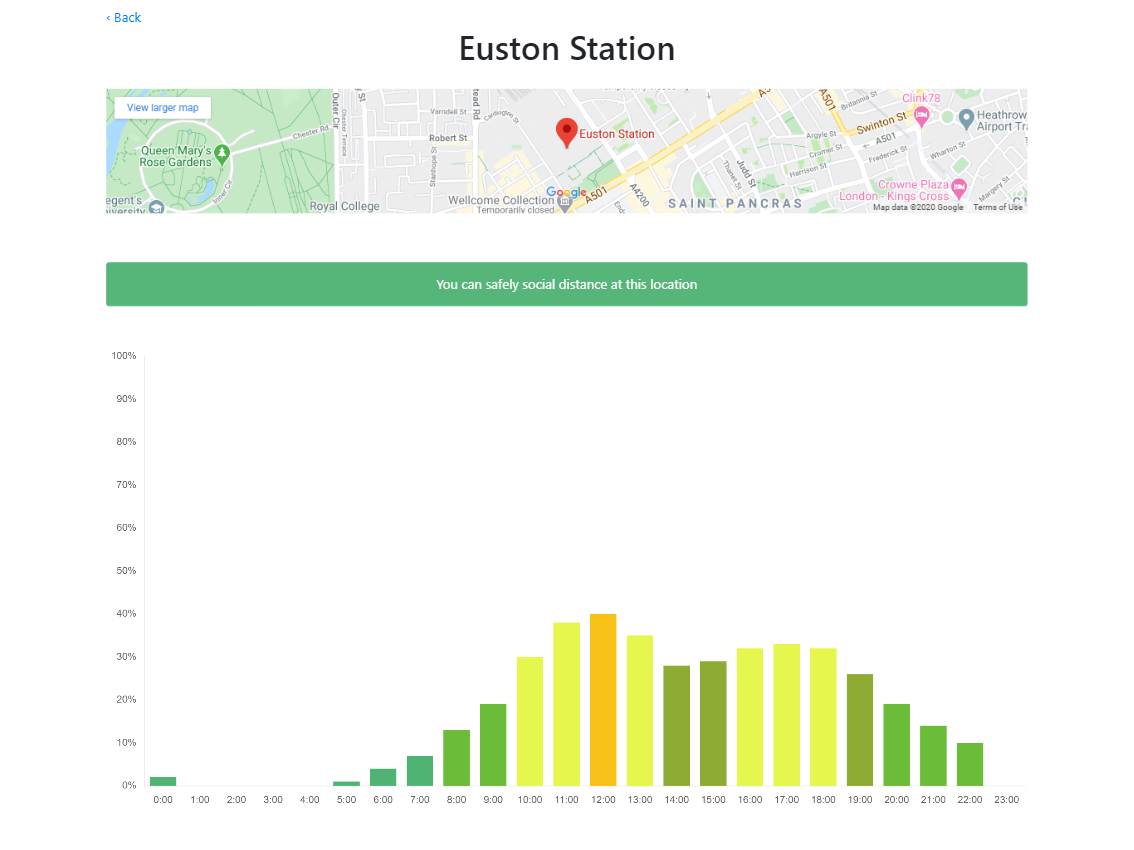 ‹ Back
Euston Station
View larger map
Queen Mary's
Rose Gardens
Chester Rd
Outer Cir
Chester Terrace
Inner Cir
Varndell St
Robert St
Stanhope St
Cardington St
Euston Station
Royal College
Wellcome Collection
Temporarily closed
Google
A501
A4200
SAINT PANCRAS
Judd St
Thanet St
Argyle St
Cromer St
Harrison St
A501
Swinton St
A501
Frederick St
Britannia St
Wharton St
Margery St
Clink78
Heathrow
Airport Tra
Crowne Plaza
London - Kings Cross
Map data ©2020 Google
Terms of Use
You can safely social distance at this location
100%
90%
80%
70%
60%
50%
40%
30%
20%
10%
0%
0:00 1:00 2:00 3:00 4:00 5:00 6:00 7:00 8:00 9:00 10:00 11:00 12:00 13:00 14:00 15:00 16:00 17:00 18:00 19:00 20:00 21:00 22:00 23:00